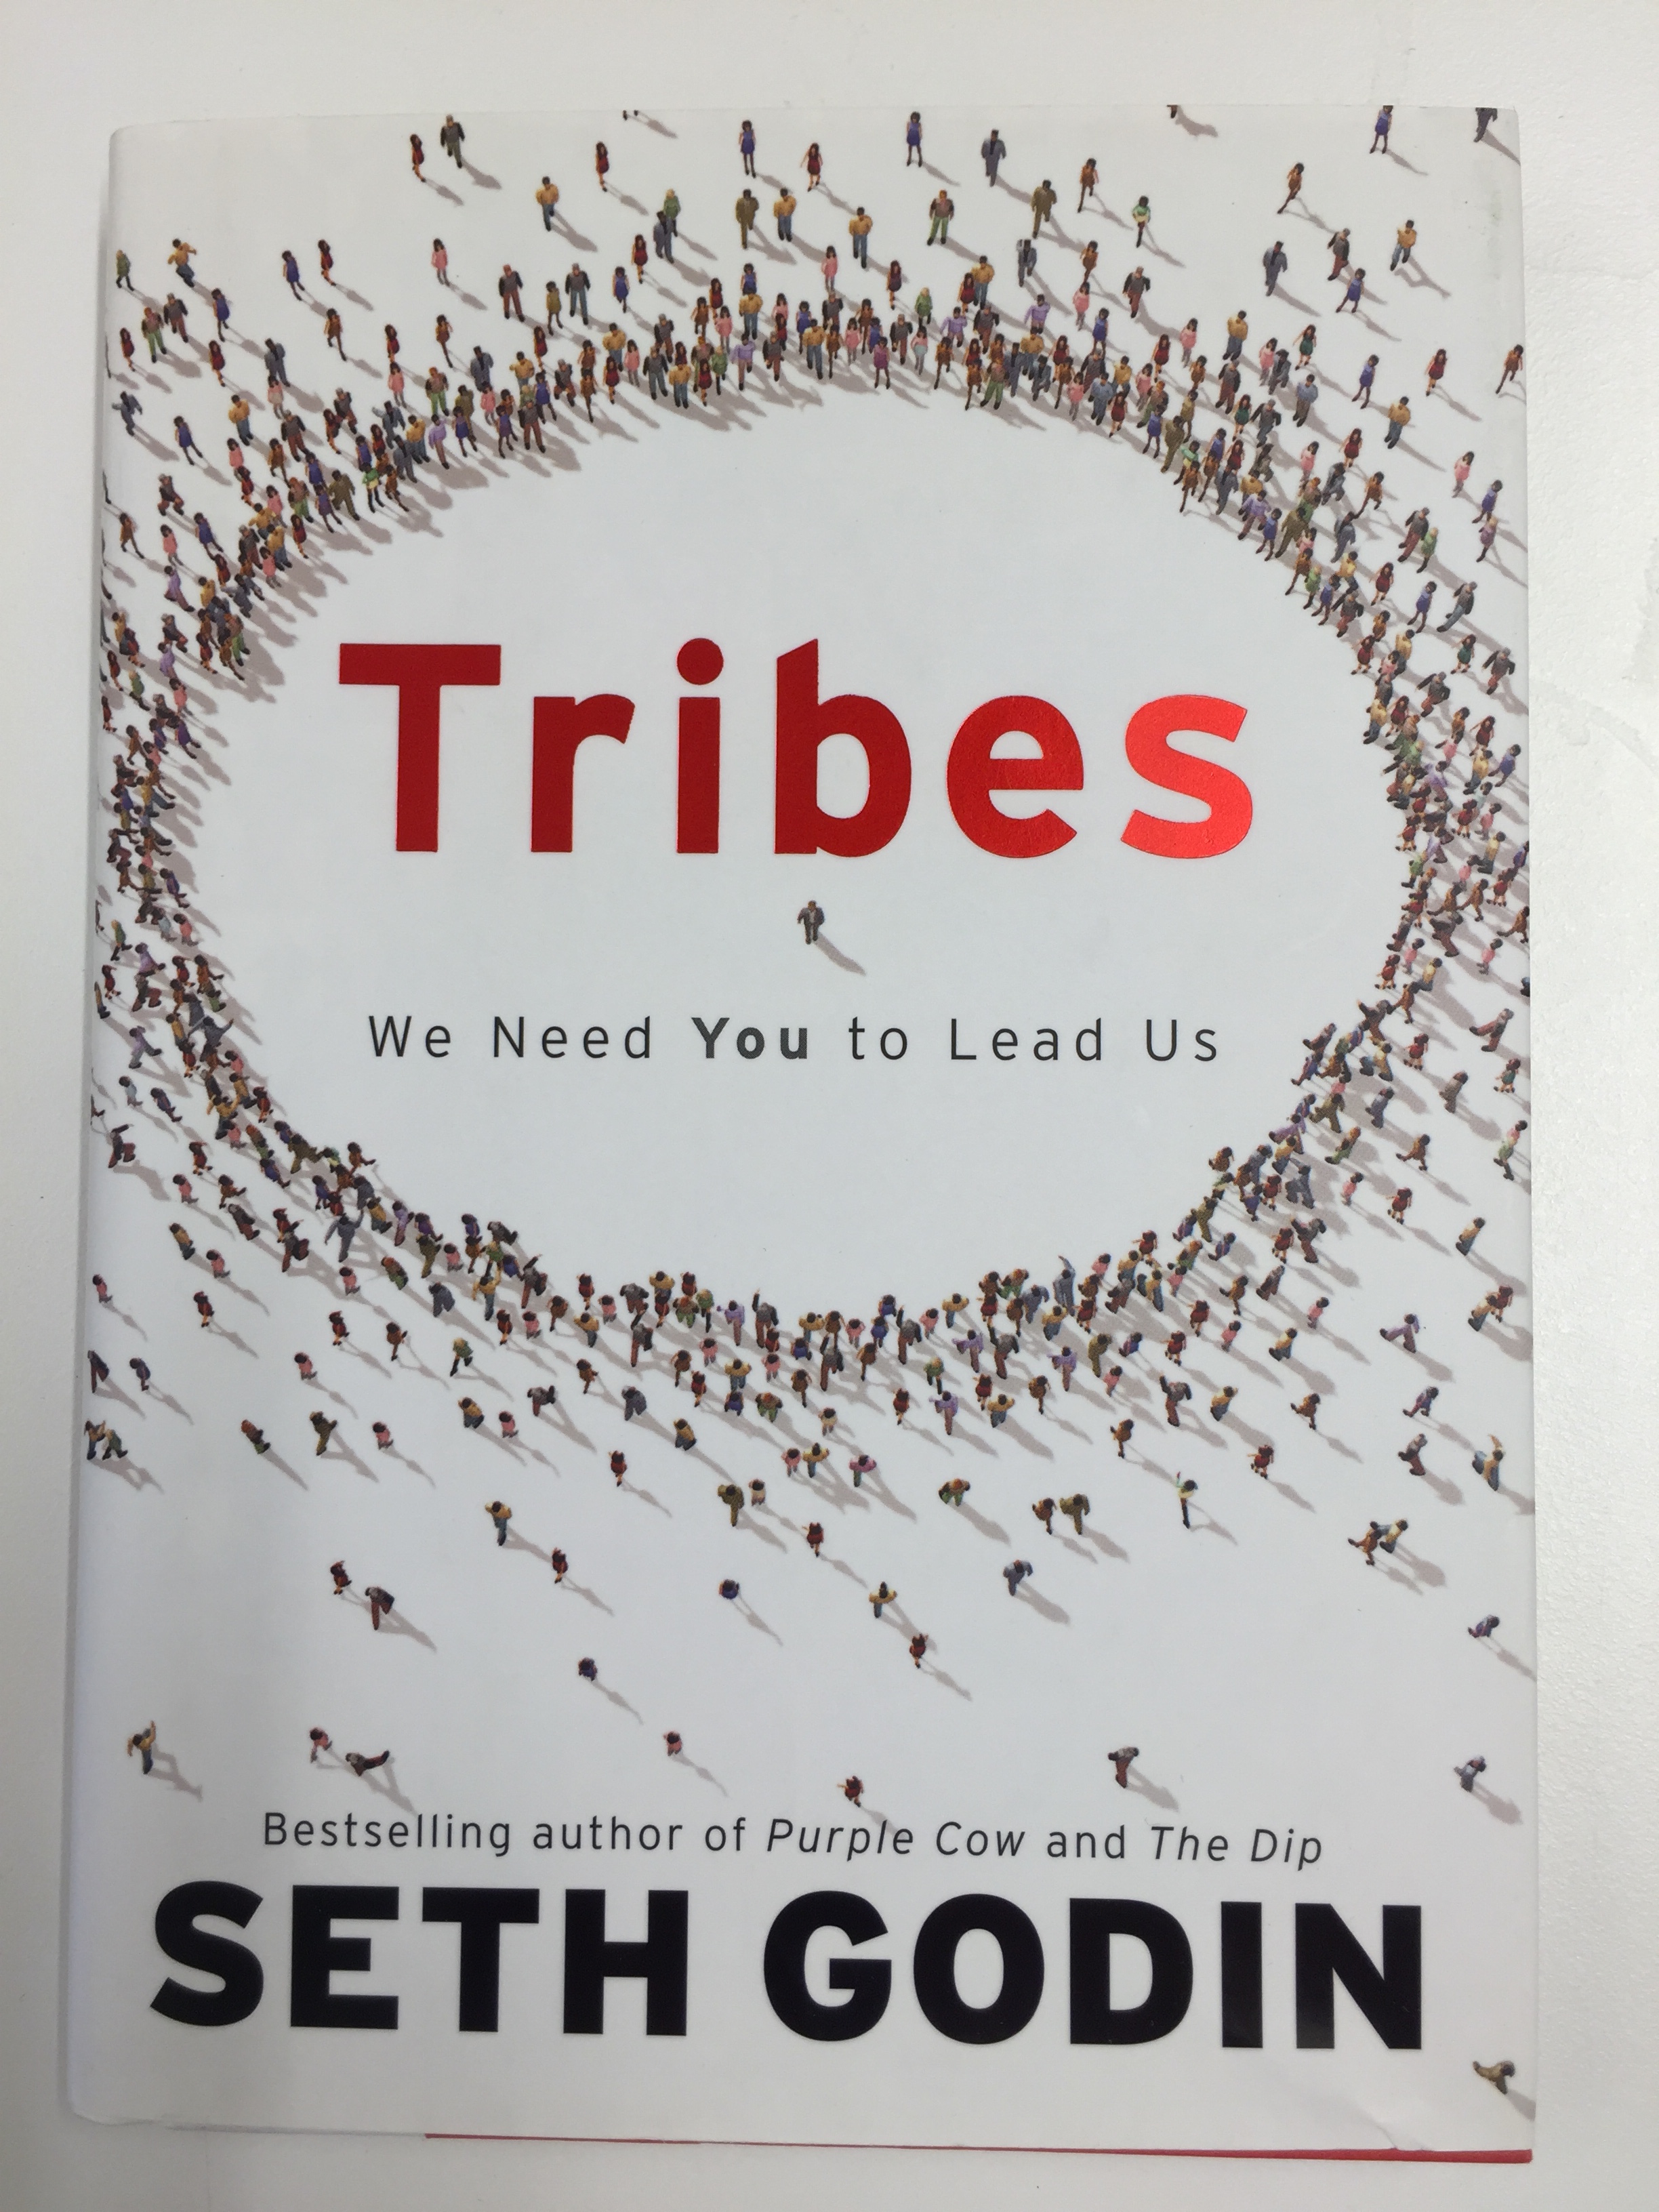 Tribes
We Need You to Lead Us
Bestselling author of Purple Cow and The Dip
SETH GODIN